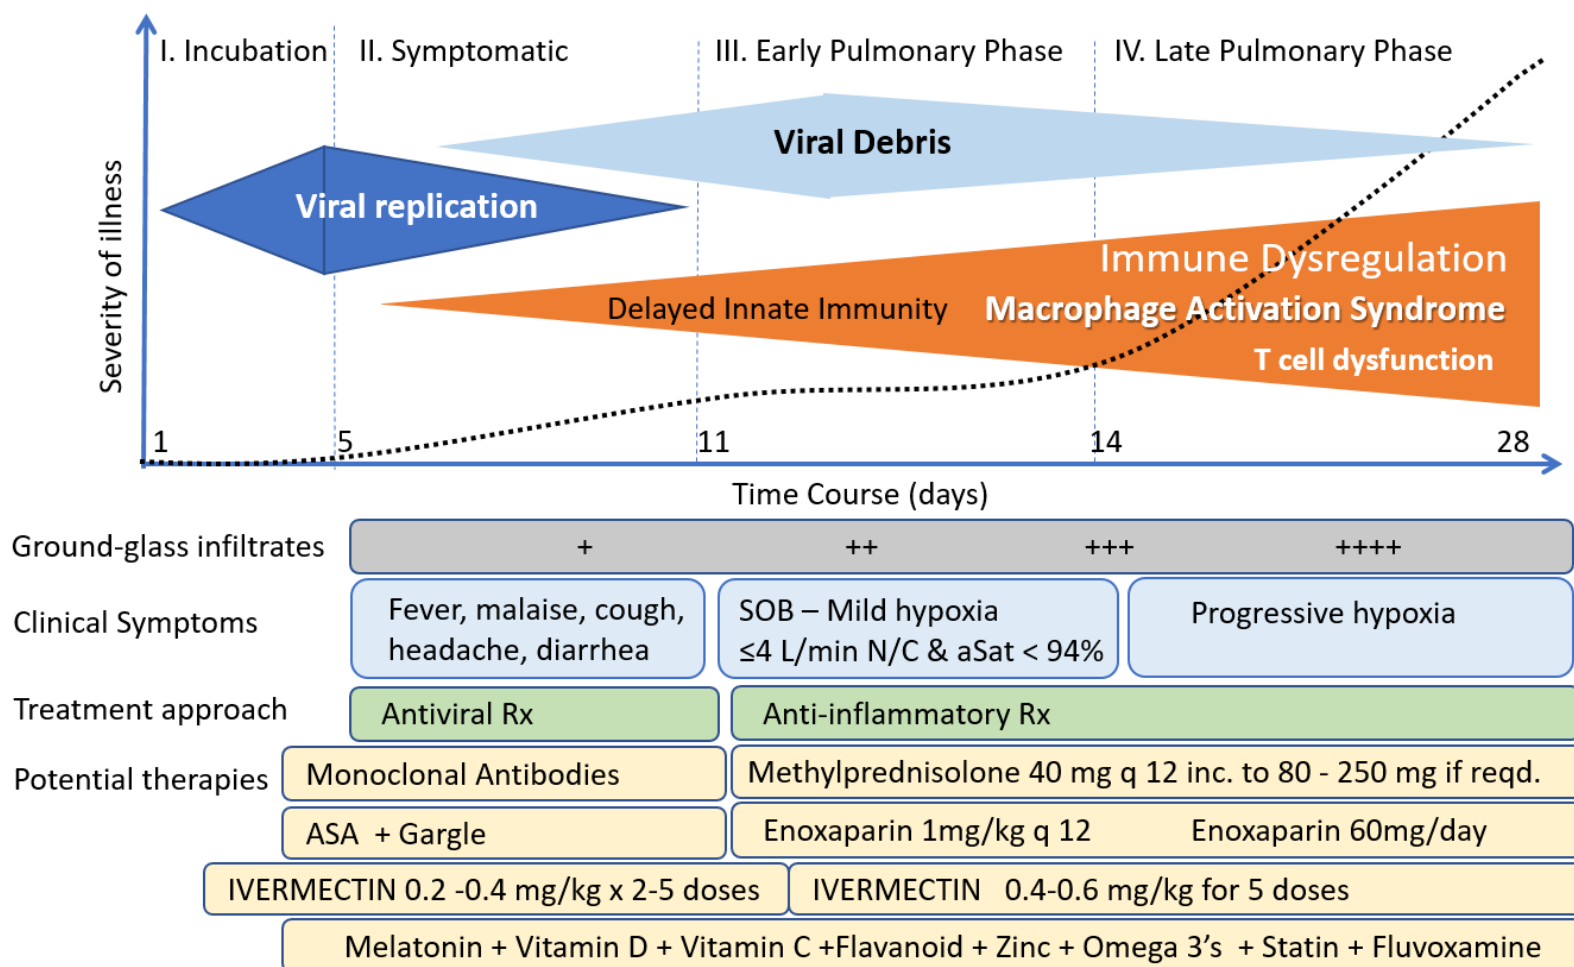 I. Incubation
II. Symptomatic
III. Early Pulmonary Phase
IV. Late Pulmonary Phase
Severity of illness
Viral Debris
Viral replication
Immune Dysregulation
Delayed Innate Immunity
Macrophage Activation Syndrome
T cell dysfunction
1
5
11
14
28
Time Course (days)
Ground-glass infiltrates
+
++
+++
++++
Clinical Symptoms
Fever, malaise, cough,
headache, diarrhea
SOB – Mild hypoxia
≤4 L/min N/C & aSat < 94%
Progressive hypoxia
Treatment approach
Antiviral Rx
Anti-inflammatory Rx
Potential therapies
Monoclonal Antibodies
Methylprednisolone 40 mg q 12 inc. to 80 - 250 mg if reqd.
ASA + Gargle
Enoxaparin 1mg/kg q 12
Enoxaparin 60mg/day
IVERMECTIN 0.2 -0.4 mg/kg x 2-5 doses
IVERMECTIN 0.4-0.6 mg/kg for 5 doses
Melatonin + Vitamin D + Vitamin C +Flavanoid + Zinc + Omega 3’s + Statin + Fluvoxamine